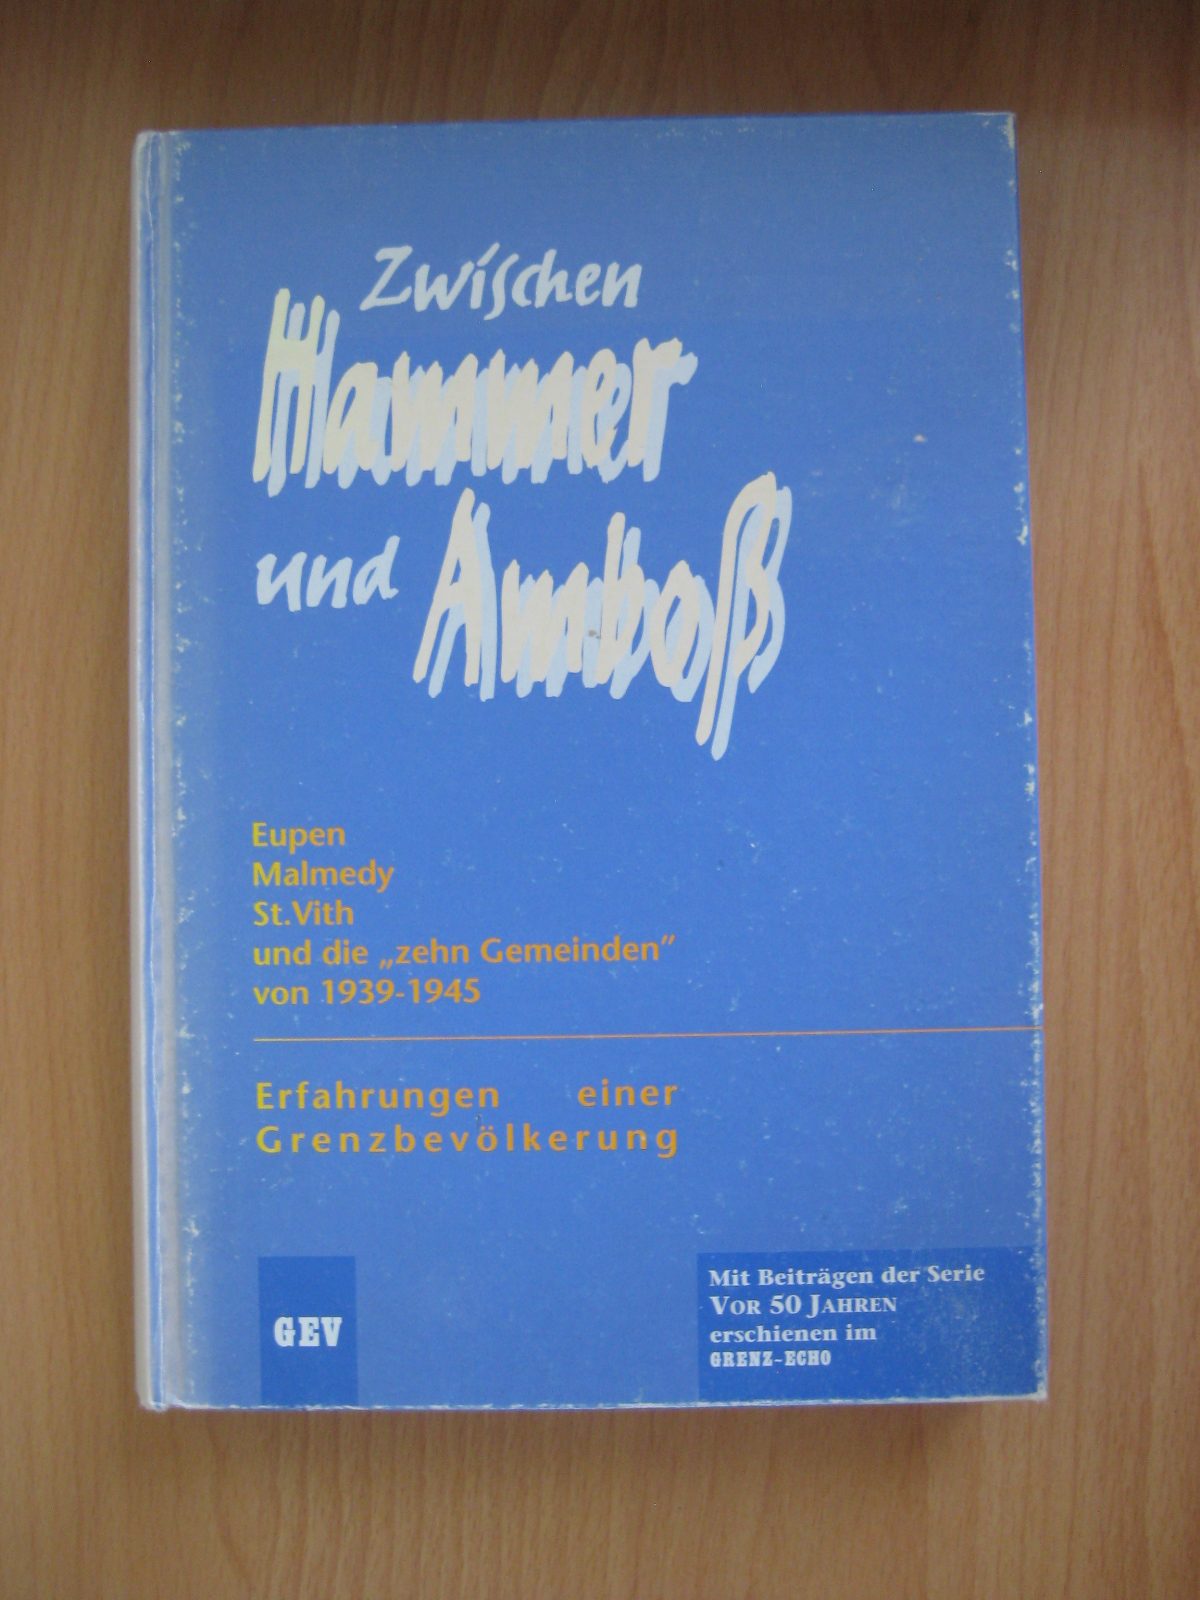 Zwischen
Hammer
und Amboß
Eupen
Malmedy
St.Vith
und die „zehn Gemeinden”
von 1939-1945
Erfahrungen einer
Grenzbevölkerung
GEV
Mit Beiträgen der Serie
VOR 50 JAHREN
erschienen im
GRENZ-ECHO